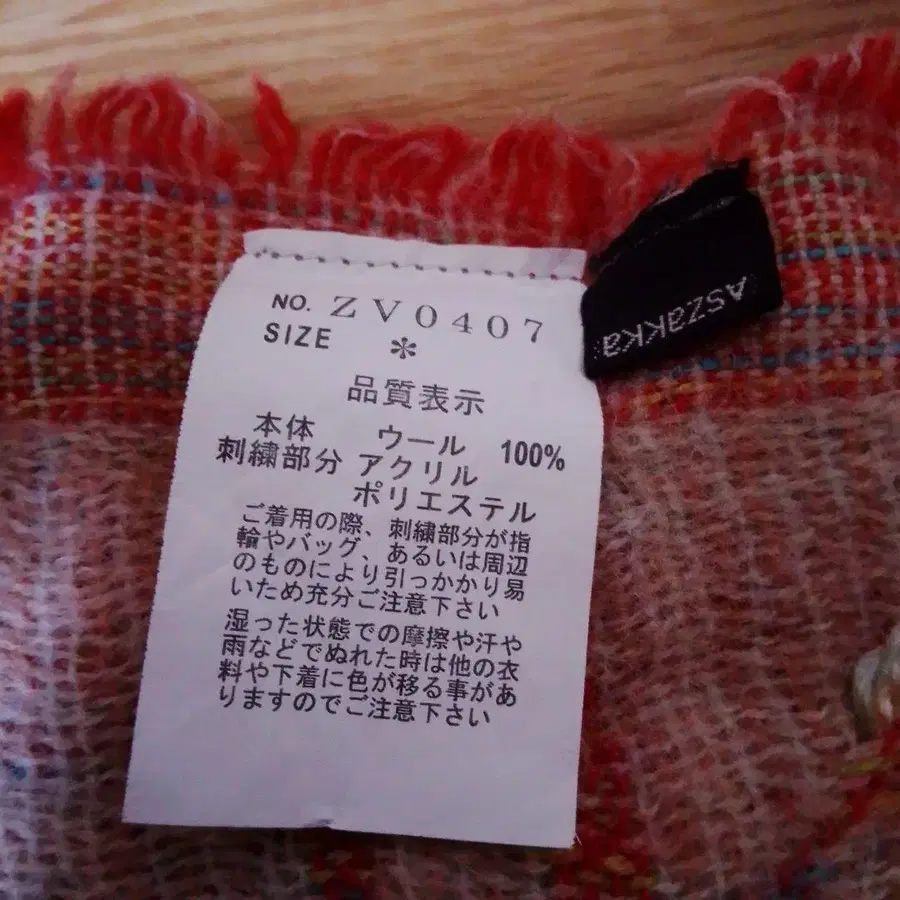 NO. ZV0407
SIZE *
品質表示
本体 ウール 100%
刺繍部分 アクリル
ポリエステル
ご着用の際、刺繍部分が指
輪やバッグ、あるいは周辺
のものにより引っかかり易
いため充分ご注意下さい
湿った状態での摩擦や汗や
雨などでぬれた時は他の衣
料や下着に色が移る事があ
りますのでご注意下さい
ASZAKKA